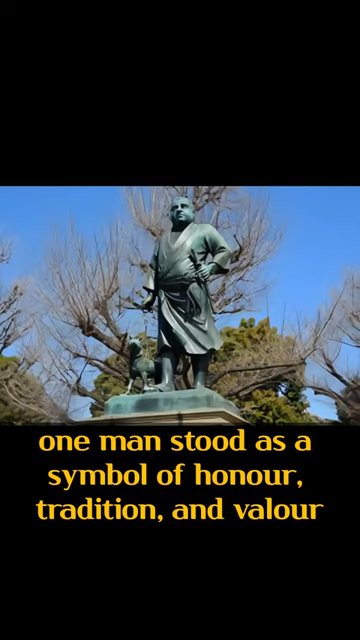 one man stood as a
symbol of honour,
tradition, and valour